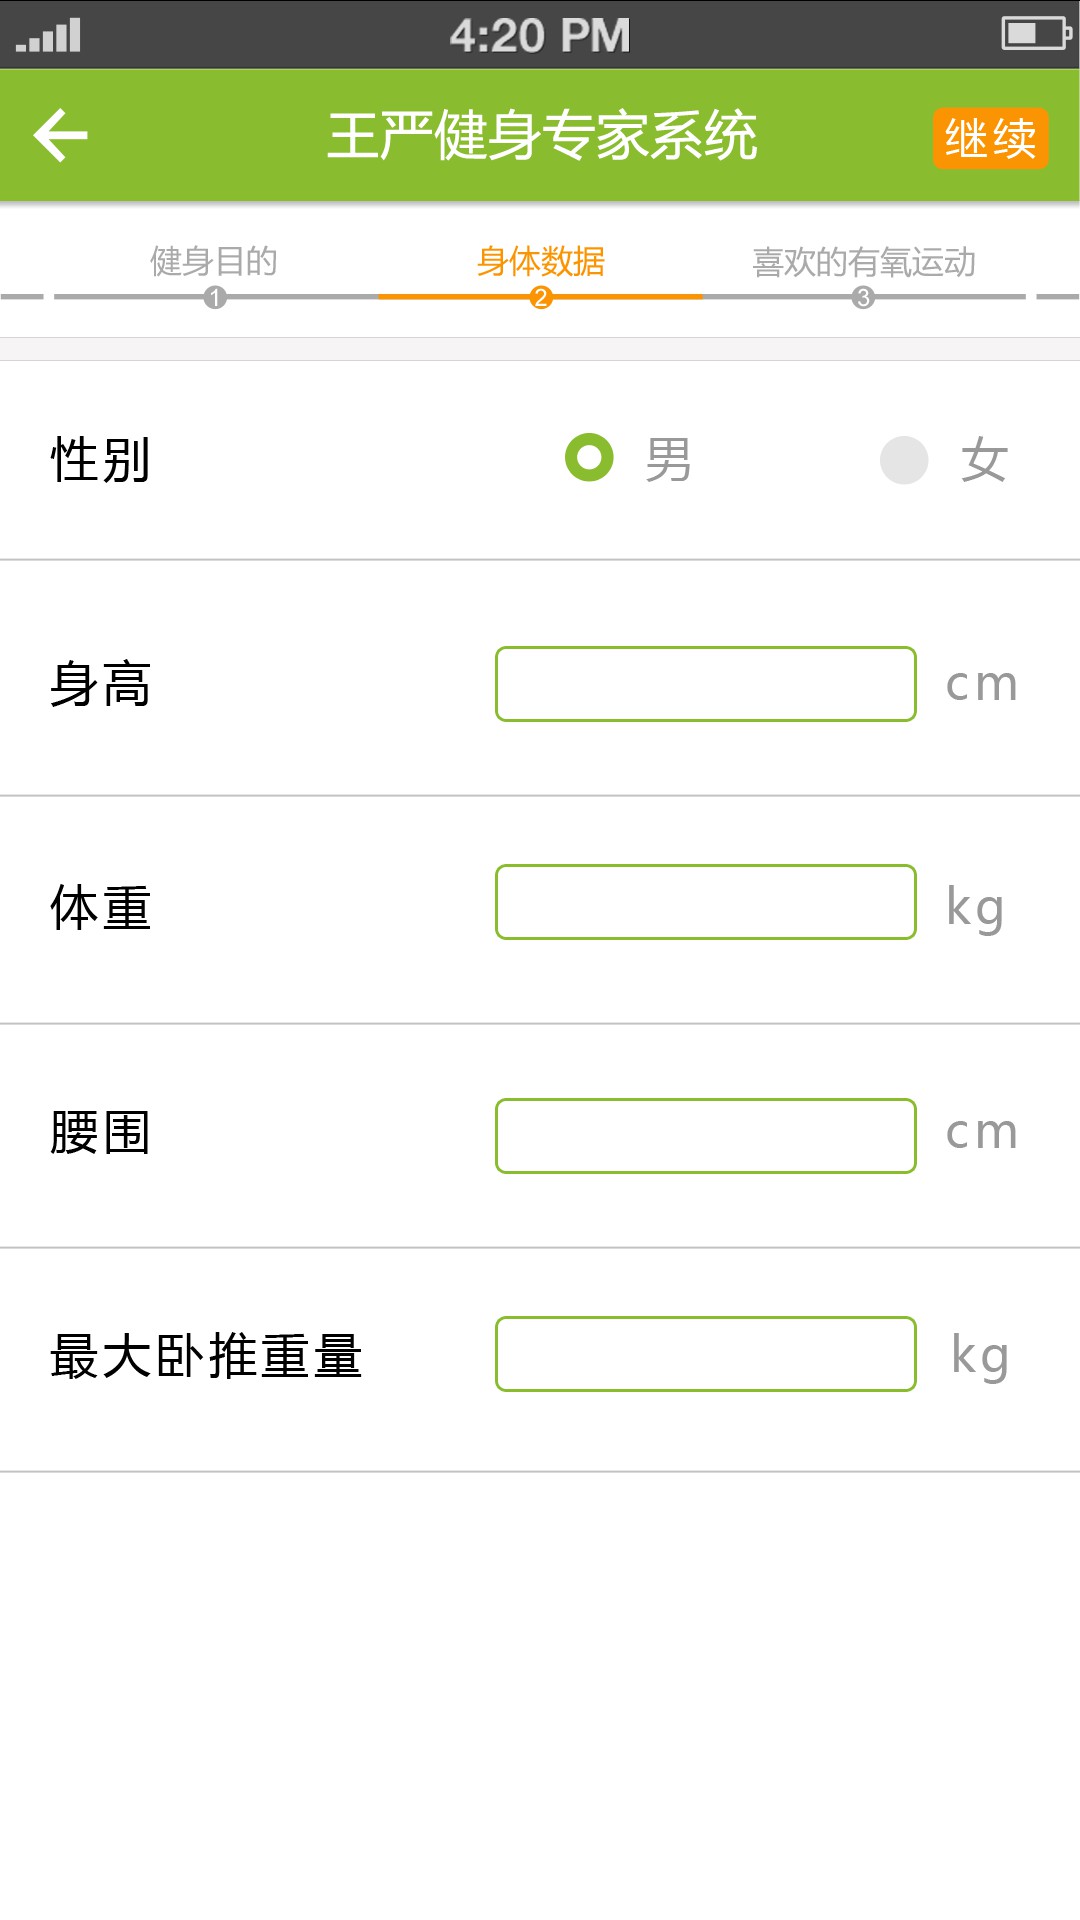 4:20 PM
王严健身专家系统
继续
健身目的 身体数据 喜欢的有氧运动
1 2 3
性别 男 女
身高 cm
体重 kg
腰围 cm
最大卧推重量 kg